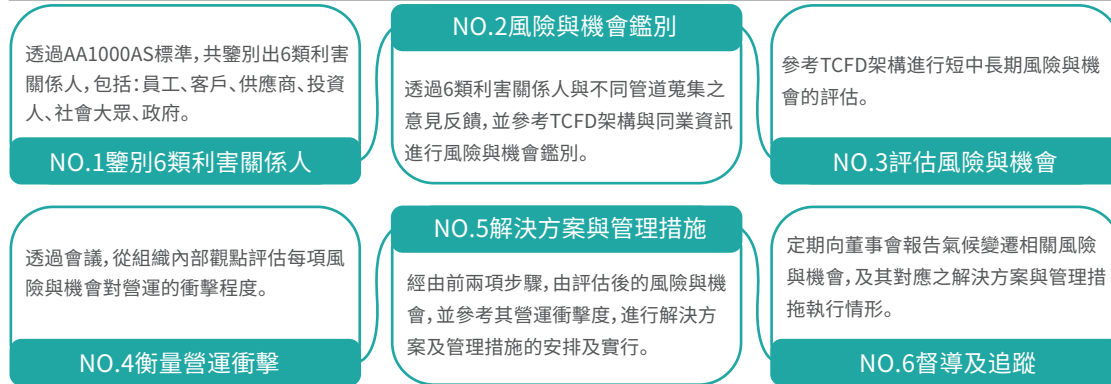 透過AA1000AS標準,共鑒別出6類利害
關係人,包括:員工、客戶、供應商、投資
人、社會大眾、政府。
NO.1鑒別6類利害關係人
NO.2風險與機會鑑別
透過6類利害關係人與不同管道蒐集之
意見反饋,並參考TCFD架構與同業資訊
進行風險與機會鑑別。
參考TCFD架構進行短中長期風險與機
會的評估。
NO.3評估風險與機會
透過會議,從組織內部觀點評估每項風
險與機會對營運的衝擊程度。
NO.4衡量營運衝擊
NO.5解決方案與管理措施
經由前兩項步驟,由評估後的風險與機
會,並參考其營運衝擊度,進行解決方
案及管理措施的安排及實行。
定期向董事會報告氣候變遷相關風險
與機會,及其對應之解決方案與管理措
拖執行情形。
NO.6督導及追蹤